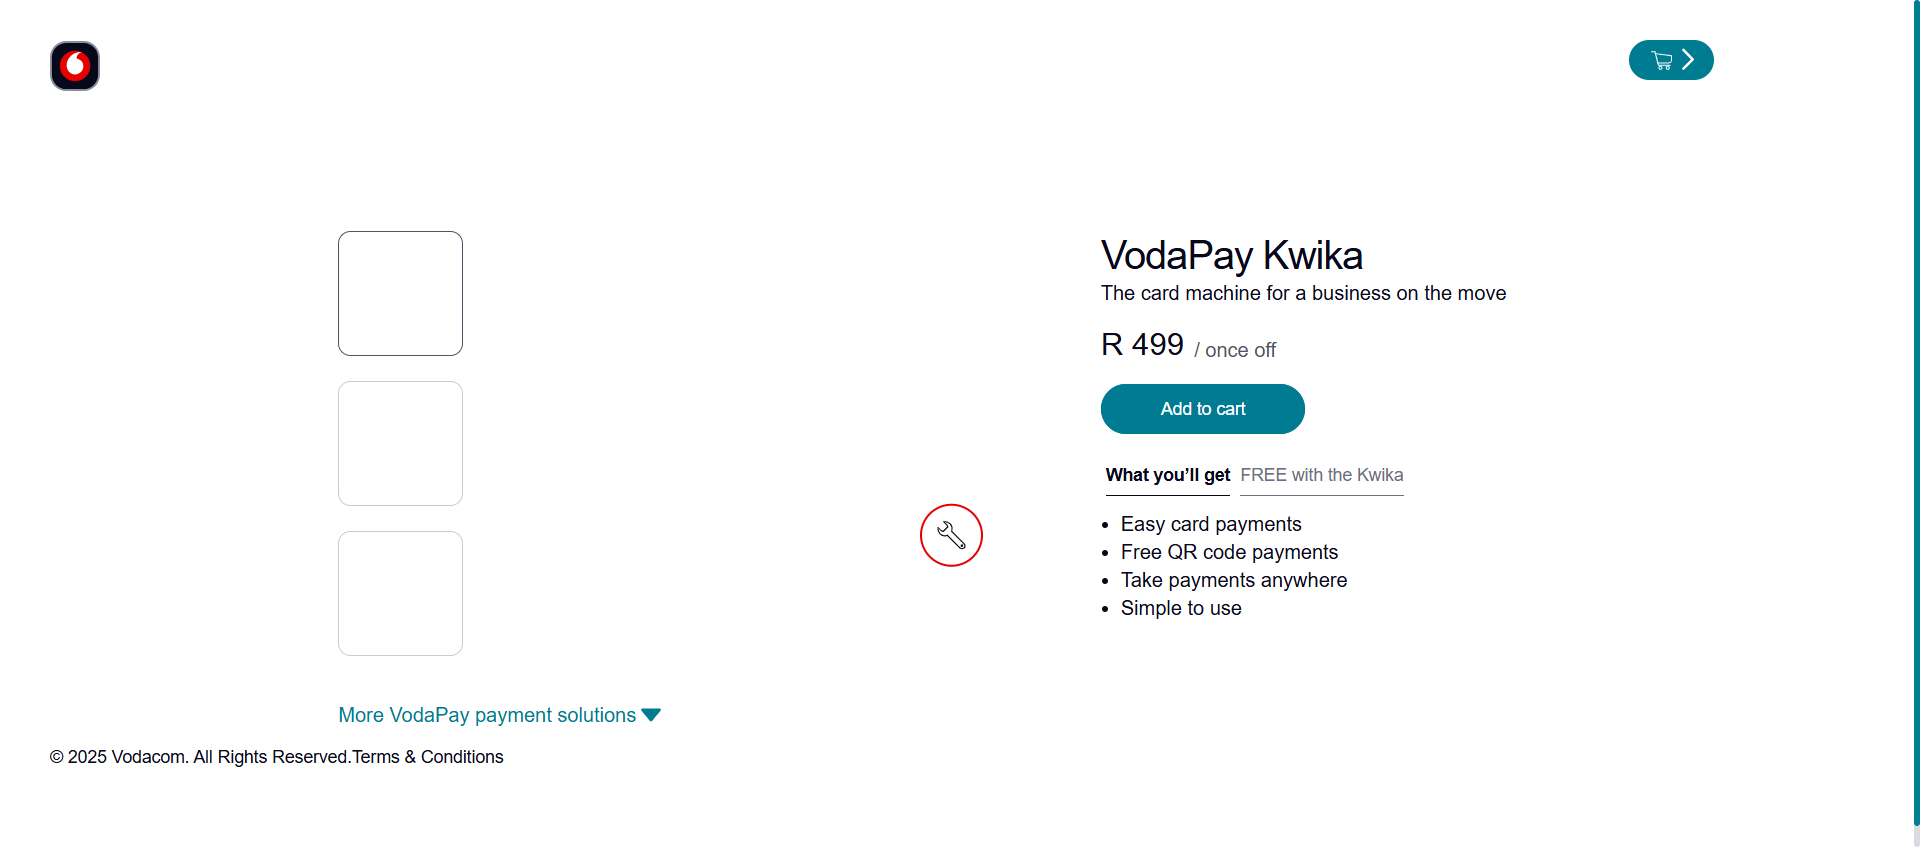 VodaPay Kwika
The card machine for a business on the move
R 499 / once off
Add to cart
What you’ll get FREE with the Kwika
Easy card payments
Free QR code payments
Take payments anywhere
Simple to use
More VodaPay payment solutions
© 2025 Vodacom. All Rights Reserved.Terms & Conditions